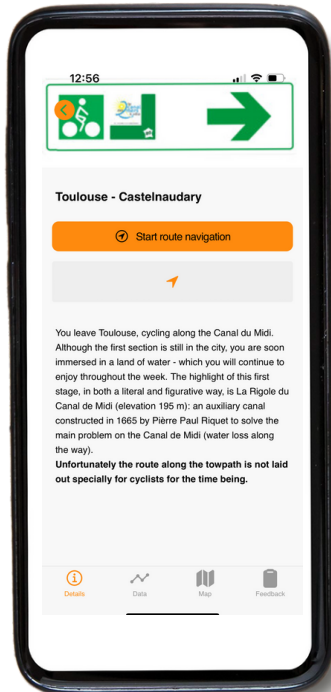 12:56
Toulouse - Castelnaudary
Start route navigation
You leave Toulouse, cycling along the Canal du Midi.
Although the first section is still in the city, you are soon
immersed in a land of water - which you will continue to
enjoy throughout the week. The highlight of this first
stage, in both a literal and figurative way, is La Rigole du
Canal de Midi (elevation 195 m): an auxiliary canal
constructed in 1665 by Pièrre Paul Riquet to solve the
main problem on the Canal de Midi (water loss along
the way).
Unfortunately the route along the towpath is not laid
out specially for cyclists for the time being.
Details
Data
Map
Feedback